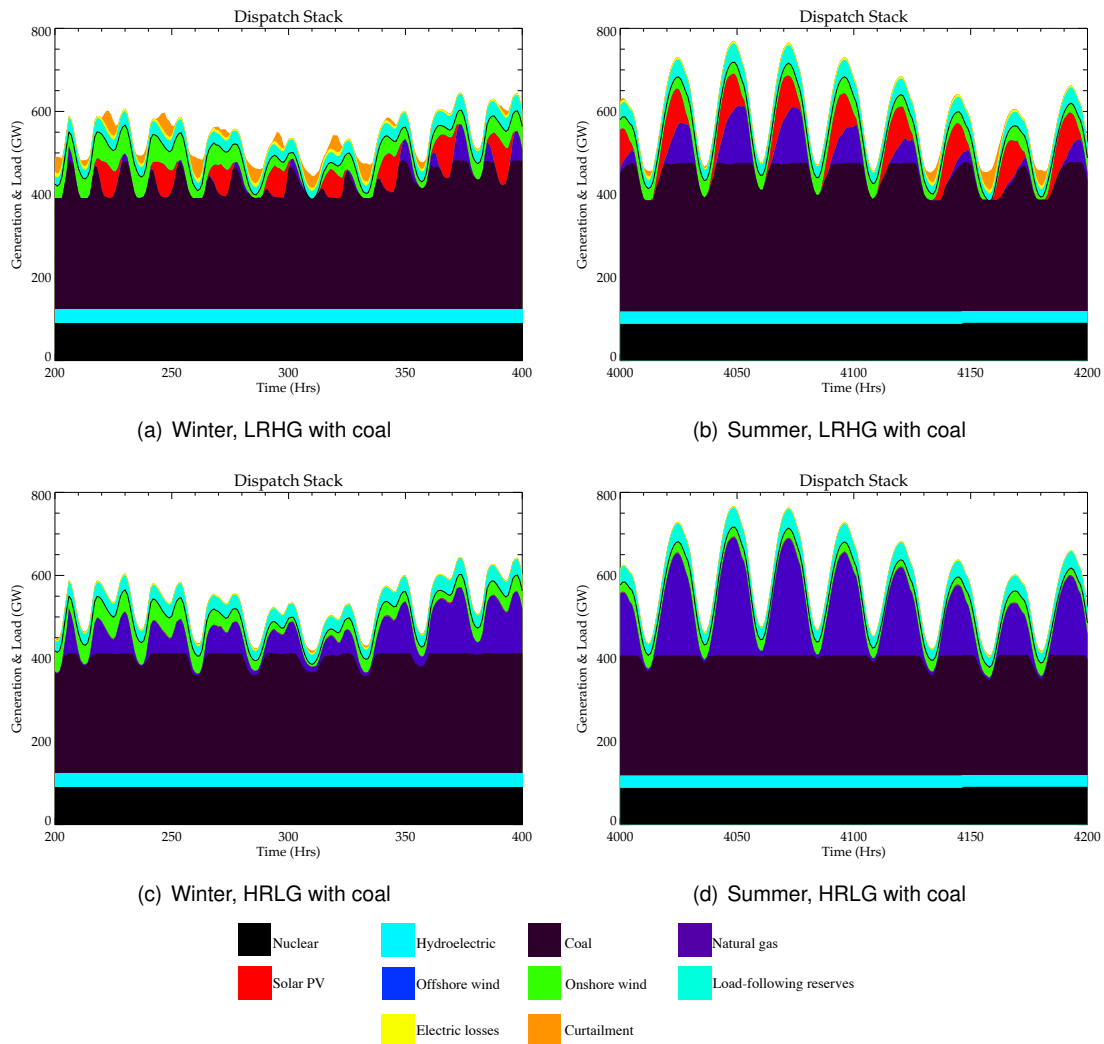 Dispatch Stack
Generation & Load (GW)
800
600
400
200
0
200 250 300 350 400
Time (Hrs)
(a) Winter, LRHG with coal
Dispatch Stack
Generation & Load (GW)
800
600
400
200
0
4000 4050 4100 4150 4200
Time (Hrs)
(b) Summer, LRHG with coal
Dispatch Stack
Generation & Load (GW)
800
600
400
200
0
200 250 300 350 400
Time (Hrs)
(c) Winter, HRLG with coal
Dispatch Stack
Generation & Load (GW)
800
600
400
200
0
4000 4050 4100 4150 4200
Time (Hrs)
(d) Summer, HRLG with coal
Nuclear Hydroelectric Coal Natural gas
Solar PV Offshore wind Onshore wind Load-following reserves
Electric losses Curtailment